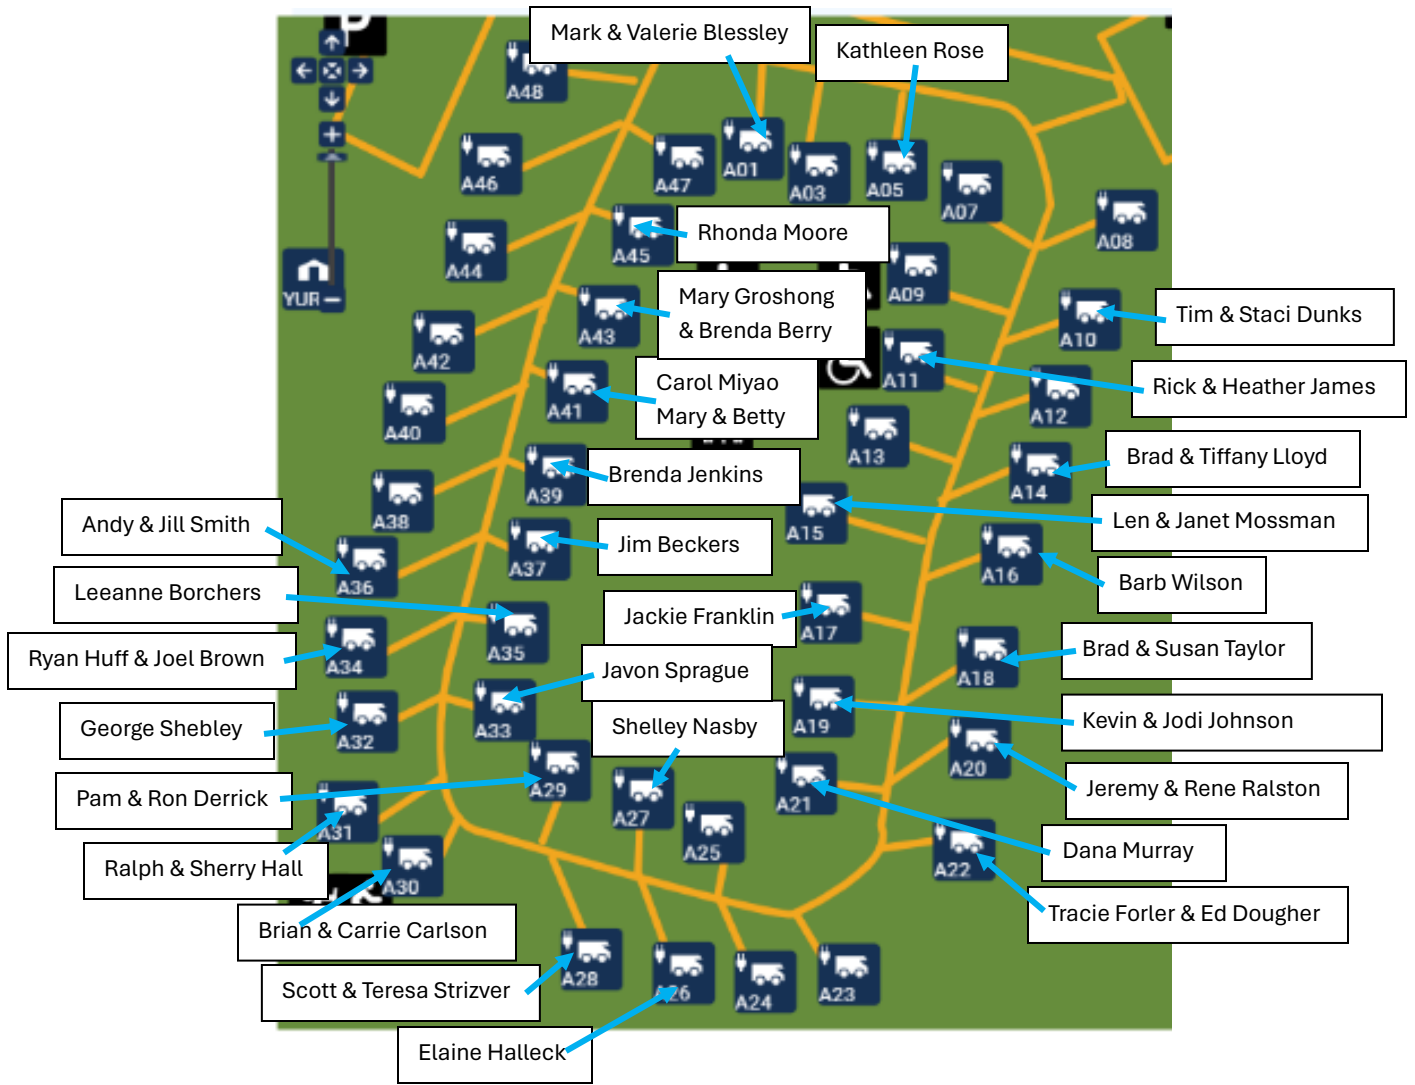 P
Mark & Valerie Blessley
Kathleen Rose
A48
A01
A46
A47
A03
A05
A07
A08
A45
Rhonda Moore
A44
YUR
A09
A43
Mary Groshong
& Brenda Berry
A10
Tim & Staci Dunks
A42
A11
Rick & Heather James
A41
Carol Miyao
Mary & Betty
A12
A40
A13
Brad & Tiffany Lloyd
A39
Brenda Jenkins
A14
A38
Andy & Jill Smith
A15
Len & Janet Mossman
A37
Jim Beckers
A36
A16
Barb Wilson
Leeanne Borchers
Jackie Franklin
A17
A35
Ryan Huff & Joel Brown
A34
Javon Sprague
A18
Brad & Susan Taylor
George Shebley
A32
A33
Shelley Nasby
A19
Kevin & Jodi Johnson
A20
Jeremy & Rene Ralston
Pam & Ron Derrick
A29
A27
A21
A31
A25
Dana Murray
Ralph & Sherry Hall
A30
A22
Tracie Forler & Ed Dougher
Brian & Carrie Carlson
Scott & Teresa Strizver
A28
A26
A24
A23
Elaine Halleck